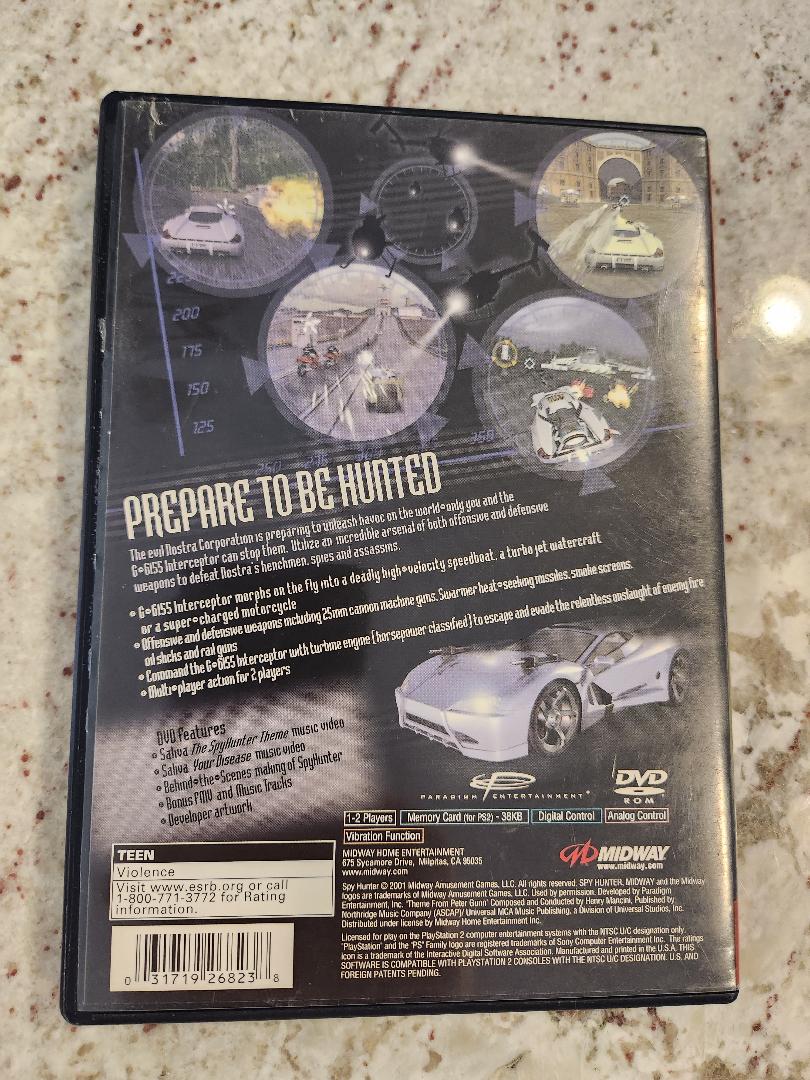 200
175
150
125
PREPARE TO BE HUNTED
The evil Nostra Corporation is preparing to unleash havoc on the world•only you and the
G•6155 Interceptor can stop them. Utilize an incredible arsenal of both offensive and defensive
weapons to defeat Nostra's henchmen, spies and assassins.
• G•6155 Interceptor morphs on the fly into a deadly high•velocity speedboat, a turbo jet watercraft
or a super•charged motorcycle
• Offensive and defensive weapons including 25mm cannon machine guns, Swarmer heat•seeking missiles, smoke screens,
oil slicks and rail guns
• Command the G•6155 Interceptor with turbine engine (horsepower classified) to escape and evade the relentless onslaught of enemy fire
• Multi•player action for 2 players
DVD Features
• Saliva The SpyHunter Theme music video
• Saliva Your Disease music video
• Behind•the•Scenes making of SpyHunter
• Bonus FMV and Music Tracks
• Developer artwork
PARADIGM ENTERTAINMENT
DVD
ROM
1-2 Players
Memory Card (for PS2) - 38KB
Digital Control
Analog Control
Vibration Function
TEEN
Violence
Visit www.esrb.org or call
1-800-771-3772 for Rating
information.
MIDWAY HOME ENTERTAINMENT
675 Sycamore Drive, Milpitas, CA 95035
www.midway.com
MIDWAY
www.midway.com
Spy Hunter © 2001 Midway Amusement Games, LLC. All rights reserved. SPY HUNTER, MIDWAY and the Midway
logos are trademarks of Midway Amusement Games, LLC. Used by permission. Developed by Paradigm
Entertainment, Inc. 'Theme From Peter Gunn' Composed and Conducted by Henry Mancini, Published by
Northridge Music Company (ASCAP)/ Universal MCA Music Publishing, a Division of Universal Studios, Inc.
Distributed under license by Midway Home Entertainment Inc.
Licensed for play on the PlayStation 2 computer entertainment systems with the NTSC U/C designation only.
"PlayStation" and the "PS" Family logo are registered trademarks of Sony Computer Entertainment Inc. The ratings
icon is a trademark of the Interactive Digital Software Association. Manufactured and printed in the U.S.A. THIS
SOFTWARE IS COMPATIBLE WITH PLAYSTATION 2 CONSOLES WITH THE NTSC U/C DESIGNATION. U.S. AND
FOREIGN PATENTS PENDING.
0 31719 26823 8